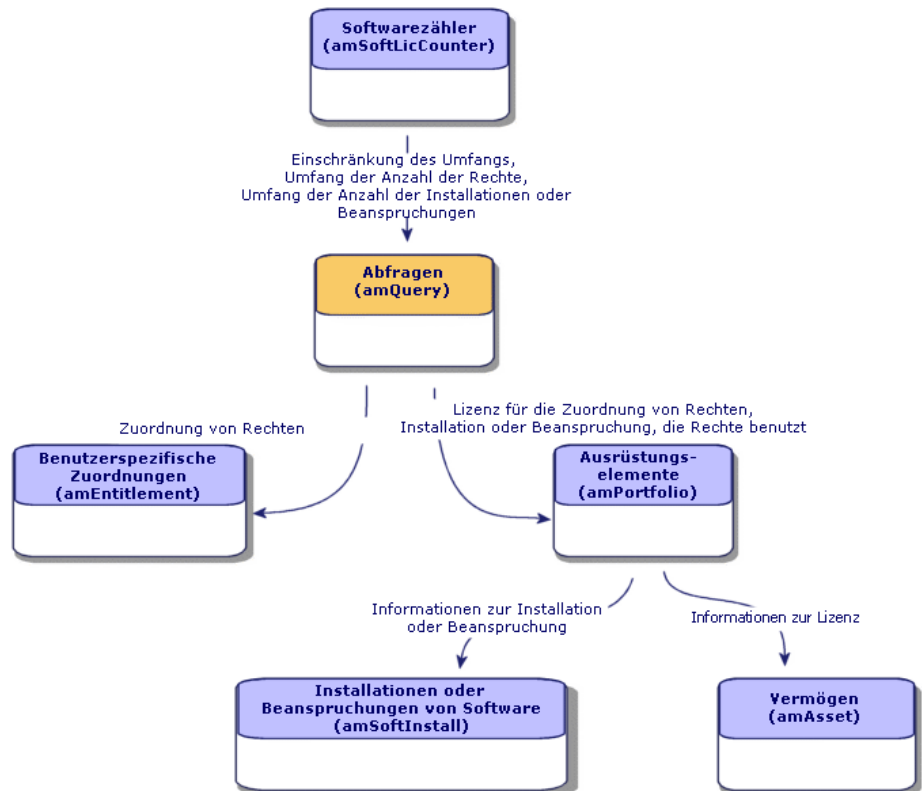 Softwarezähler
(amSoftLicCounter)
Einschränkung des Umfangs,
Umfang der Anzahl der Rechte,
Umfang der Anzahl der Installationen oder
Beanspruchungen
Abfragen
(amQuery)
Zuordnung von Rechten
Lizenz für die Zuordnung von Rechten,
Installation oder Beanspruchung, die Rechte benutzt
Benutzerspezifische
Zuordnungen
(amEntitlement)
Ausrüstungs-
elemente
(amPortfolio)
Informationen zur Installation
oder Beanspruchung
Informationen zur Lizenz
Installationen oder
Beanspruchungen von Software
(amSoftInstall)
Vermögen
(amAsset)